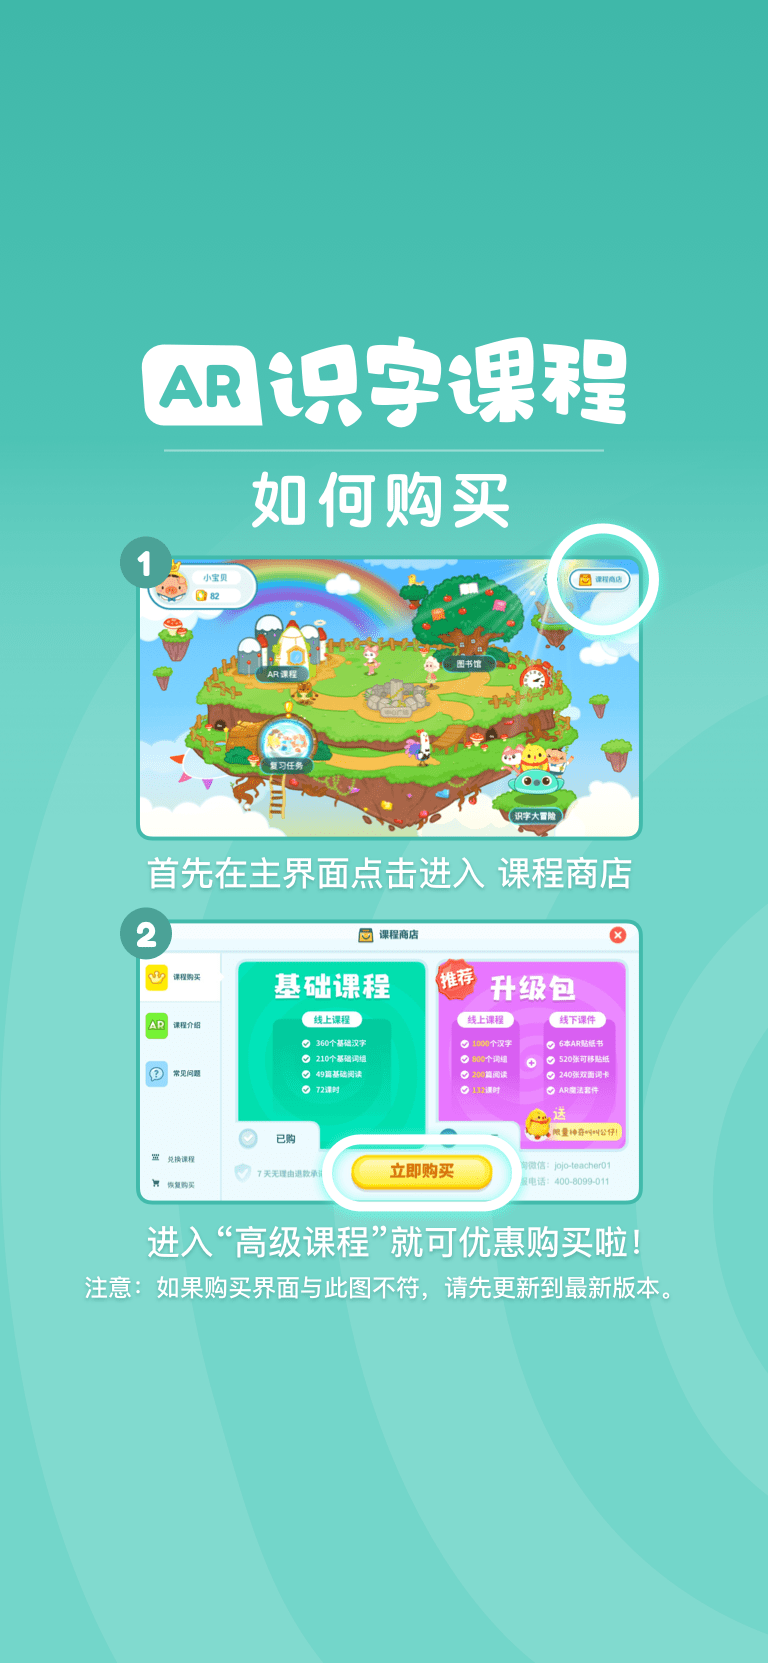 AR识字课程
如何购买
1
小宝贝
82
课程商店
AR 课程
图书馆
复习任务
识字大冒险
首先在主界面点击进入 课程商店
2
课程商店
课程购买
课程介绍
常见问题
兑换课程
恢复购买
基础课程
线上课程
360个基础汉字
210个基础词组
49篇基础阅读
72课时
已购
推荐
升级包
线上课程
1000个汉字
800个词组
200篇阅读
132课时
线下课件
6本AR贴纸书
520张可移贴纸
240张双面词卡
AR魔法套件
送
限量神奇叫叫公仔!
7 天无理由退款承
立即购买
微信：jojo-teacher01
电话：400-8099-011
进入“高级课程”就可优惠购买啦！
注意：如果购买界面与此图不符，请先更新到最新版本。